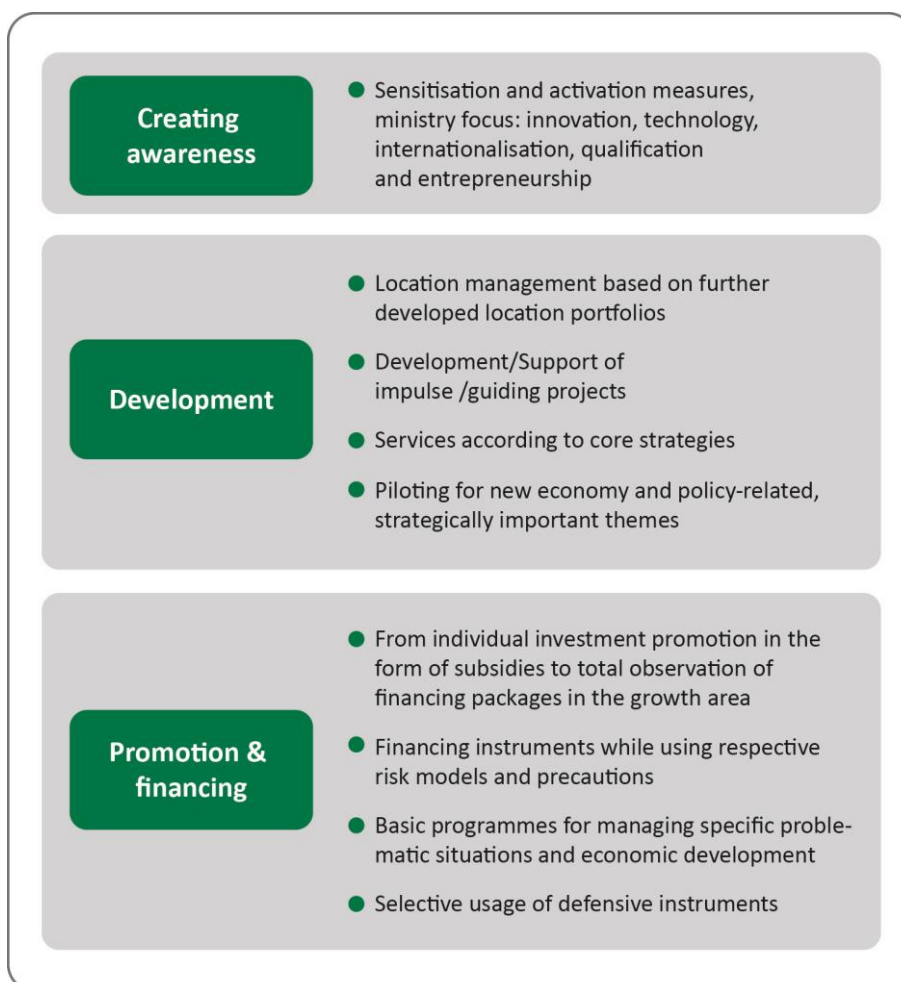 Creating
awareness
● Sensitisation and activation measures,
ministry focus: innovation, technology,
internationalisation, qualification
and entrepreneurship
Development
● Location management based on further
developed location portfolios
● Development/Support of
impulse /guiding projects
● Services according to core strategies
● Piloting for new economy and policy-related,
strategically important themes
Promotion &
financing
● From individual investment promotion in the
form of subsidies to total observation of
financing packages in the growth area
● Financing instruments while using respective
risk models and precautions
● Basic programmes for managing specific proble-
matic situations and economic development
● Selective usage of defensive instruments